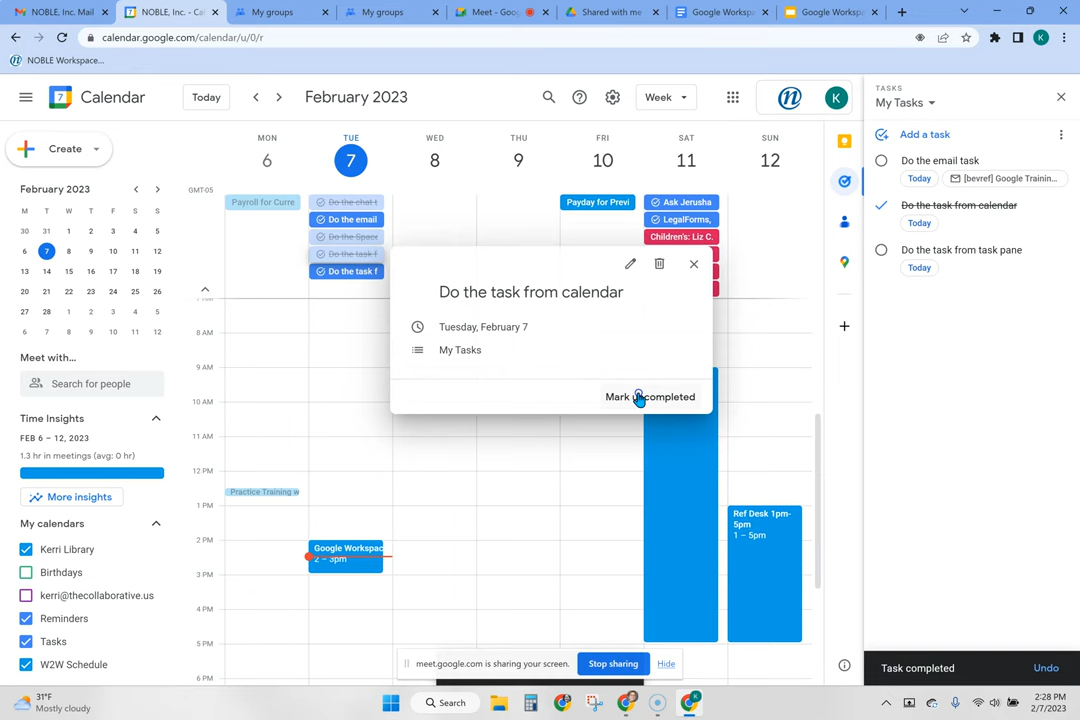 NOBLE, Inc. Mail
NOBLE, Inc. - Ca
My groups
My groups
Meet - Goog
Shared with me
Google Worksp
Google Worksp
calendar.google.com/calendar/u/0/r
K
NOBLE Workspace...
7
Calendar
Today
February 2023
Week
n
K
TASKS
My Tasks
Create
MON
TUE
WED
THU
FRI
SAT
SUN
6
7
8
9
10
11
12
Add a task
Do the email task
Today
[bevref] Google Trainin...
Do the task from calendar
Today
Do the task from task pane
Today
February 2023
M T W T F S S
30 31 1 2 3 4 5
6 7 8 9 10 11 12
13 14 15 16 17 18 19
20 21 22 23 24 25 26
27 28 1 2 3 4 5
6 7 8 9 10 11 12
GMT-05
Payroll for Curre
Do the chat t
Payday for Previ
Ask Jerusha
Do the email
LegalForms,
Do the Space
Children's: Liz C.
Do the task f
Do the task f
Do the task from calendar
Tuesday, February 7
My Tasks
Mark uncompleted
8 AM
9 AM
10 AM
11 AM
12 PM
1 PM
2 PM
3 PM
4 PM
5 PM
6 PM
Practice Training w
Google Workspac
2 – 3pm
Ref Desk 1pm-
5pm
1 – 5pm
Meet with...
Search for people
Time Insights
FEB 6 – 12, 2023
1.3 hr in meetings (avg: 0 hr)
More insights
My calendars
Kerri Library
Birthdays
kerri@thecollaborative.us
Reminders
Tasks
W2W Schedule
meet.google.com is sharing your screen.
Stop sharing
Hide
Task completed
Undo
31°F
Mostly cloudy
Search
2:28 PM
2/7/2023